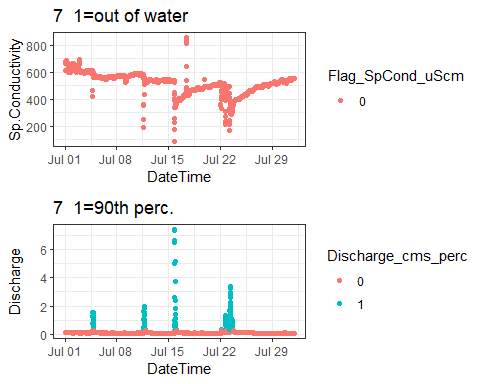 7 1=out of water
Sp.Conductivity
800
600
400
200
Jul 01 Jul 08 Jul 15 Jul 22 Jul 29
DateTime
Flag_SpCond_uScm
0
7 1=90th perc.
Discharge
6
4
2
0
Jul 01 Jul 08 Jul 15 Jul 22 Jul 29
DateTime
Discharge_cms_perc
0
1